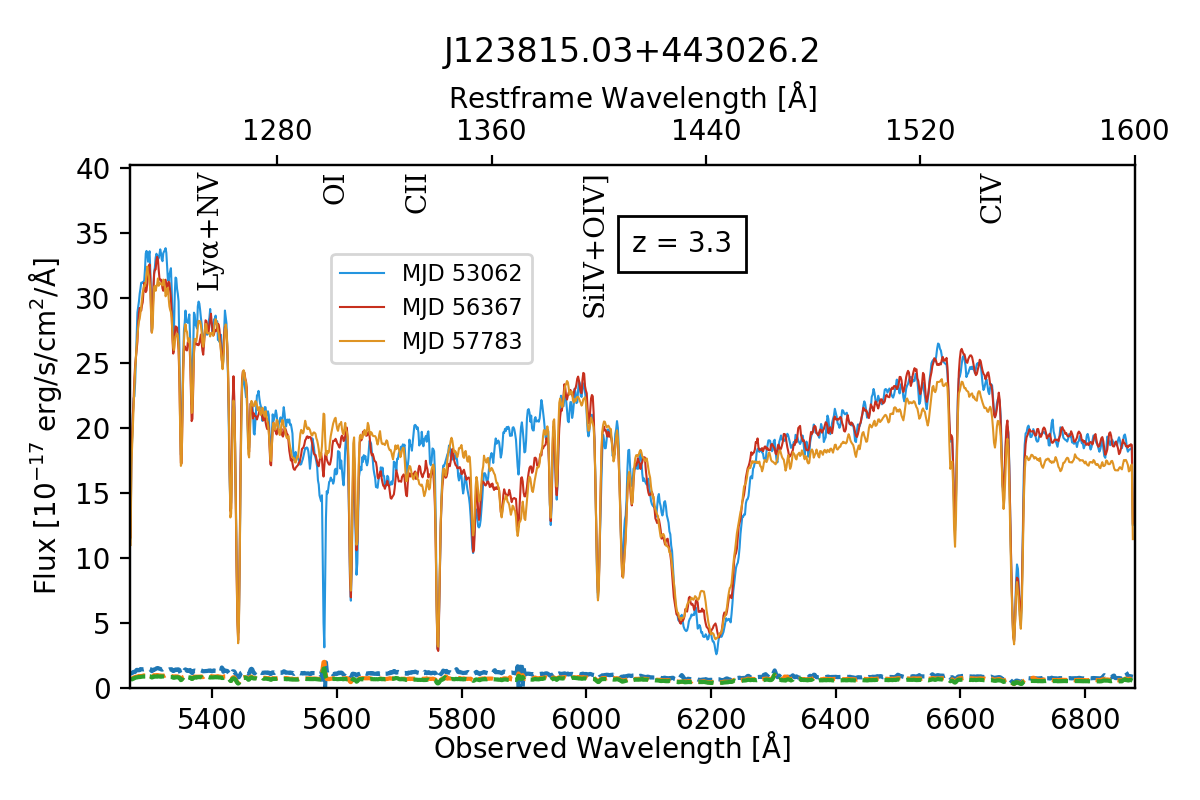 J123815.03+443026.2
Restframe Wavelength [Å]
1280 1360 1440 1520 1600
40
35
30
25
20
15
10
5
0
Flux [10⁻¹⁷ erg/s/cm²/Å]
Lyα+NV
OI
CII
SiIV+OIV]
CIV
z = 3.3
MJD 53062
MJD 56367
MJD 57783
5400 5600 5800 6000 6200 6400 6600 6800
Observed Wavelength [Å]